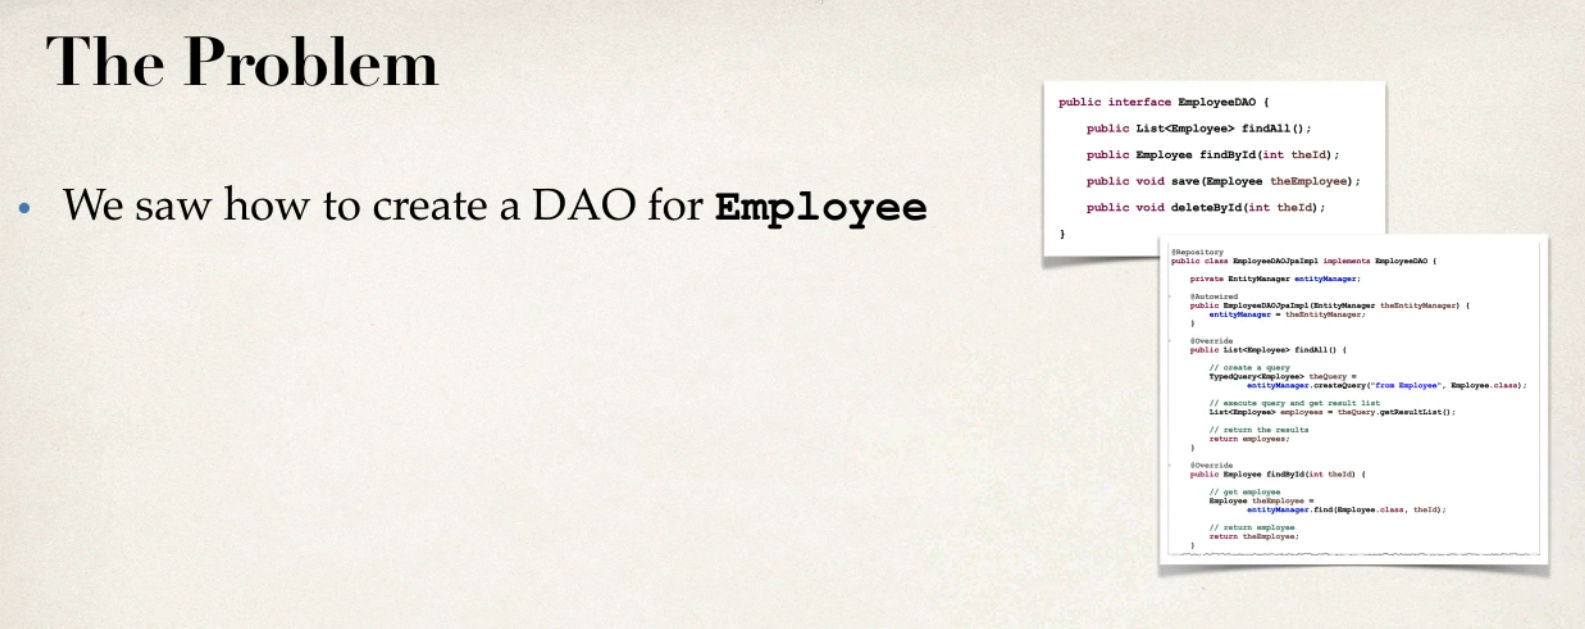 The Problem
• We saw how to create a DAO for Employee
public interface EmployeeDAO {
public List<Employee> findAll();
public Employee findById(int theId);
public void save(Employee theEmployee);
public void deleteById(int theId);
}
@Repository
public class EmployeeDAOJpaImpl implements EmployeeDAO {
private EntityManager entityManager;
@Autowired
public EmployeeDAOJpaImpl(EntityManager theEntityManager) {
entityManager = theEntityManager;
}
@Override
public List<Employee> findAll() {
// create a query
TypedQuery<Employee> theQuery =
entityManager.createQuery("from Employee", Employee.class);
// execute query and get result list
List<Employee> employees = theQuery.getResultList();
// return the results
return employees;
}
@Override
public Employee findById(int theId) {
// get employee
Employee theEmployee =
entityManager.find(Employee.class, theId);
// return employee
return theEmployee;
}